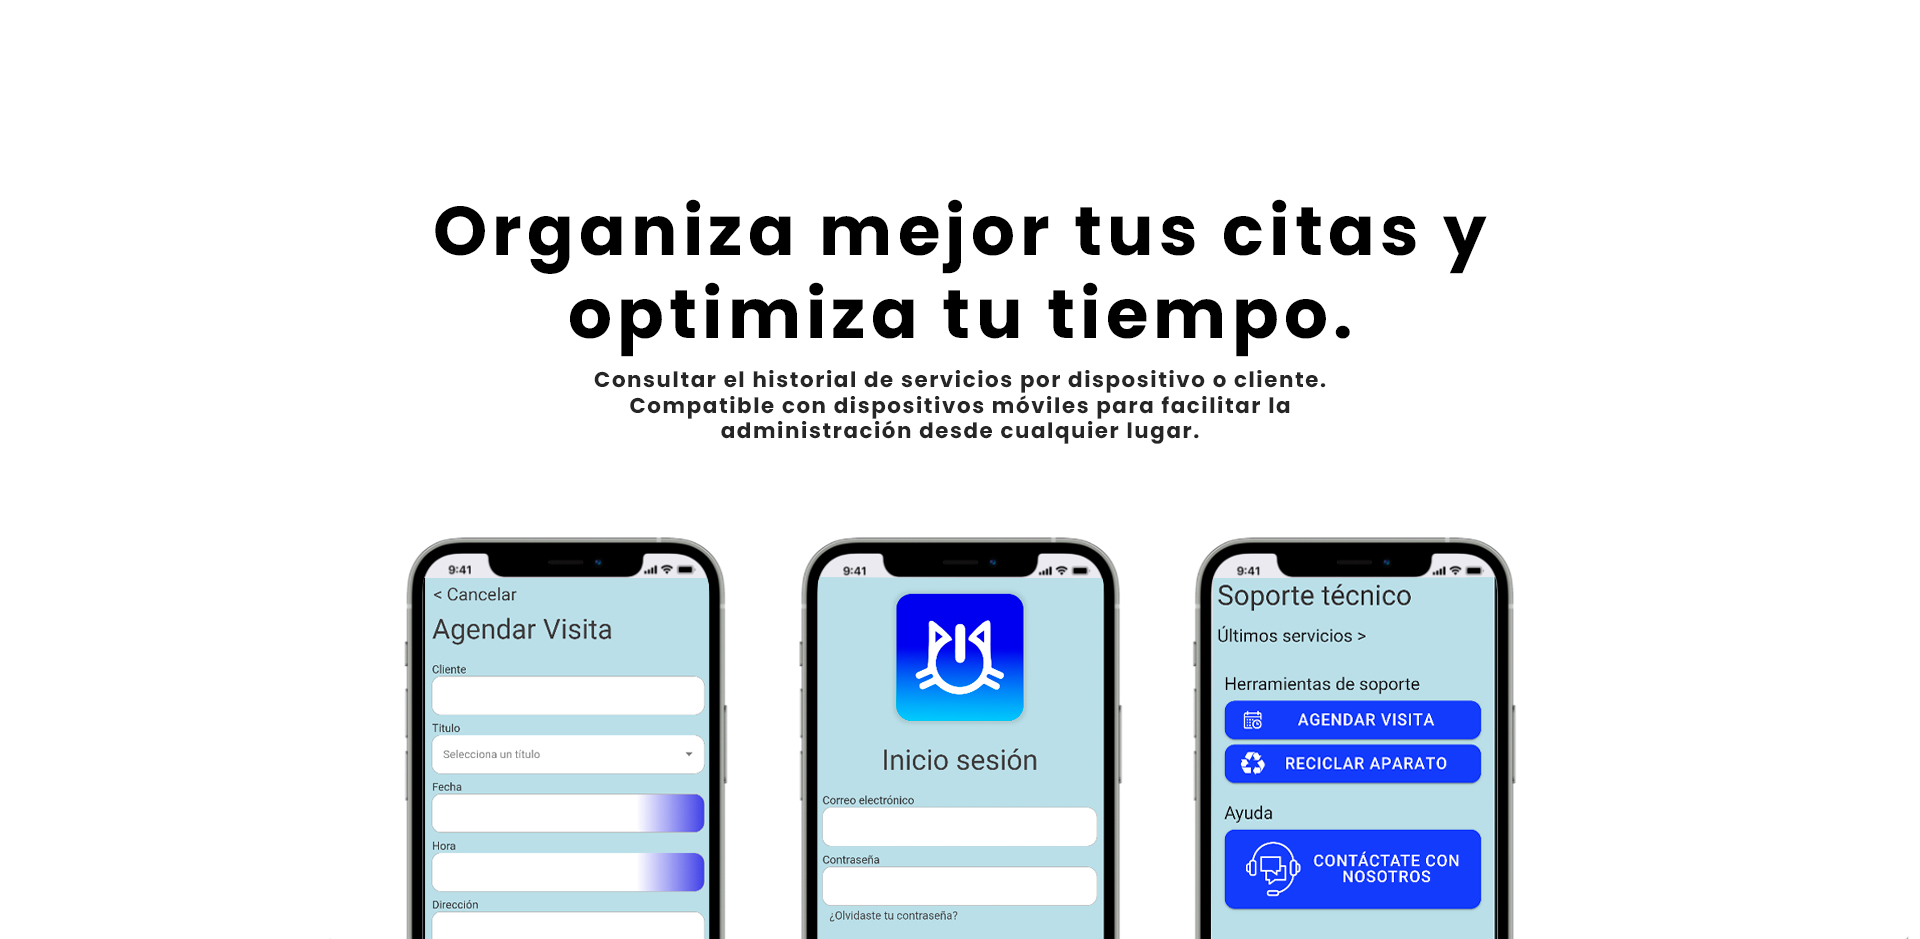 Organiza mejor tus citas y
optimiza tu tiempo.
Consultar el historial de servicios por dispositivo o cliente.
Compatible con dispositivos móviles para facilitar la
administración desde cualquier lugar.
9:41
< Cancelar
Agendar Visita
Cliente
Titulo
Selecciona un titulo
Fecha
Hora
Dirección
9:41
Inicio sesión
Correo electrónico
Contraseña
¿Olvidaste tu contraseña?
9:41
Soporte técnico
Últimos servicios >
Herramientas de soporte
AGENDAR VISITA
RECICLAR APARATO
Ayuda
CONTÁCTATE CON
NOSOTROS